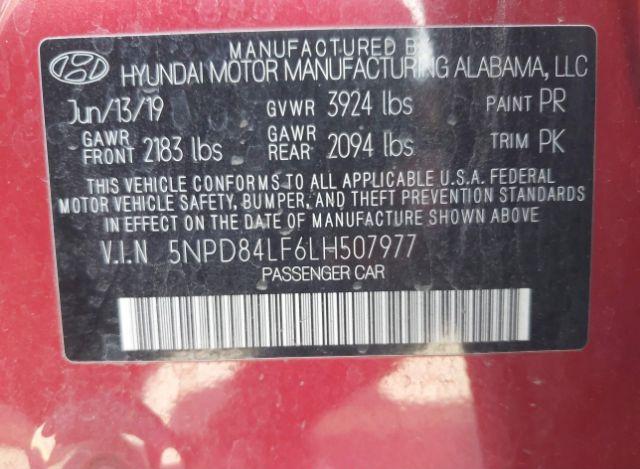 MANUFACTURED BY
HYUNDAI MOTOR MANUFACTURING ALABAMA, LLC
Jun/13/19 GVWR 3924 lbs PAINT PR
GAWR FRONT 2183 lbs GAWR REAR 2094 lbs TRIM PK
THIS VEHICLE CONFORMS TO ALL APPLICABLE U.S.A. FEDERAL
MOTOR VEHICLE SAFETY, BUMPER, AND THEFT PREVENTION STANDARDS
IN EFFECT ON THE DATE OF MANUFACTURE SHOWN ABOVE
V.I.N 5NPD84LF6LH507977
PASSENGER CAR